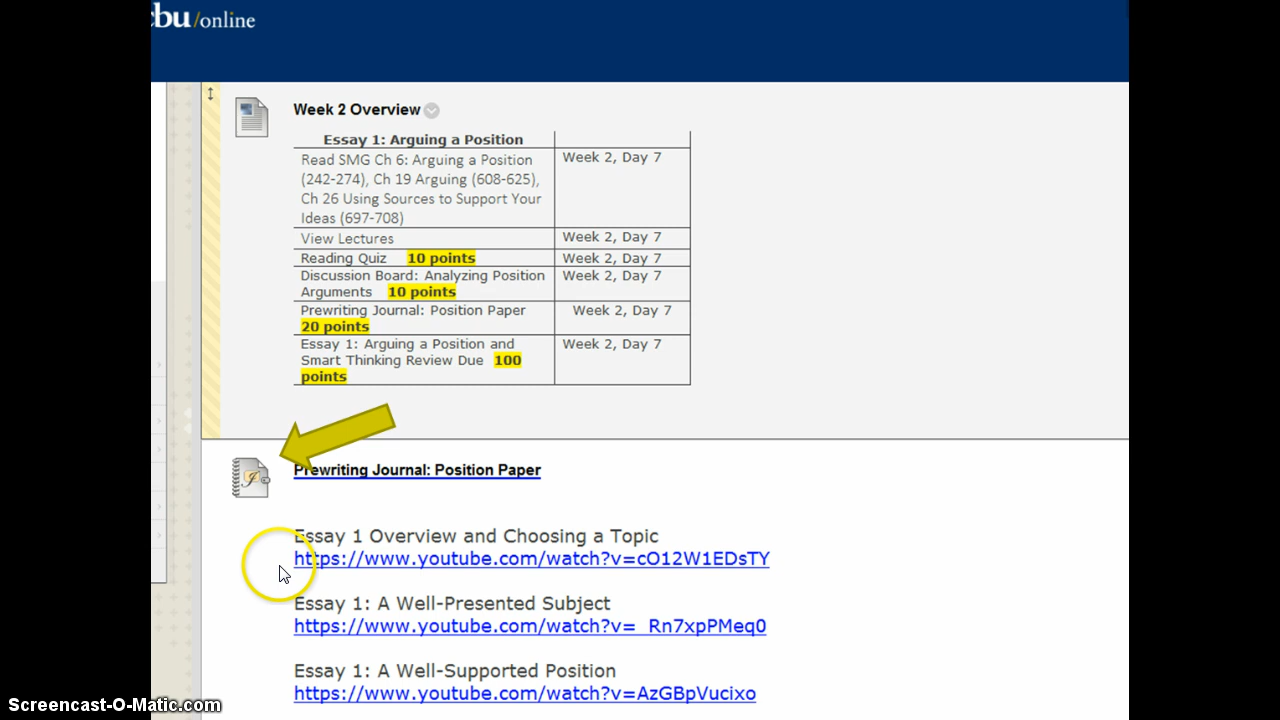 cbu/online
Week 2 Overview
Essay 1: Arguing a Position
Read SMG Ch 6: Arguing a Position Week 2, Day 7
(242-274), Ch 19 Arguing (608-625),
Ch 26 Using Sources to Support Your
Ideas (697-708)
View Lectures Week 2, Day 7
Reading Quiz 10 points Week 2, Day 7
Discussion Board: Analyzing Position Week 2, Day 7
Arguments 10 points
Prewriting Journal: Position Paper Week 2, Day 7
20 points
Essay 1: Arguing a Position and Week 2, Day 7
Smart Thinking Review Due 100
points
Prewriting Journal: Position Paper
Essay 1 Overview and Choosing a Topic
https://www.youtube.com/watch?v=cO12W1EDsTY
Essay 1: A Well-Presented Subject
https://www.youtube.com/watch?v=_Rn7xpPMeq0
Essay 1: A Well-Supported Position
https://www.youtube.com/watch?v=AzGBpVucixo
Screencast-O-Matic.com